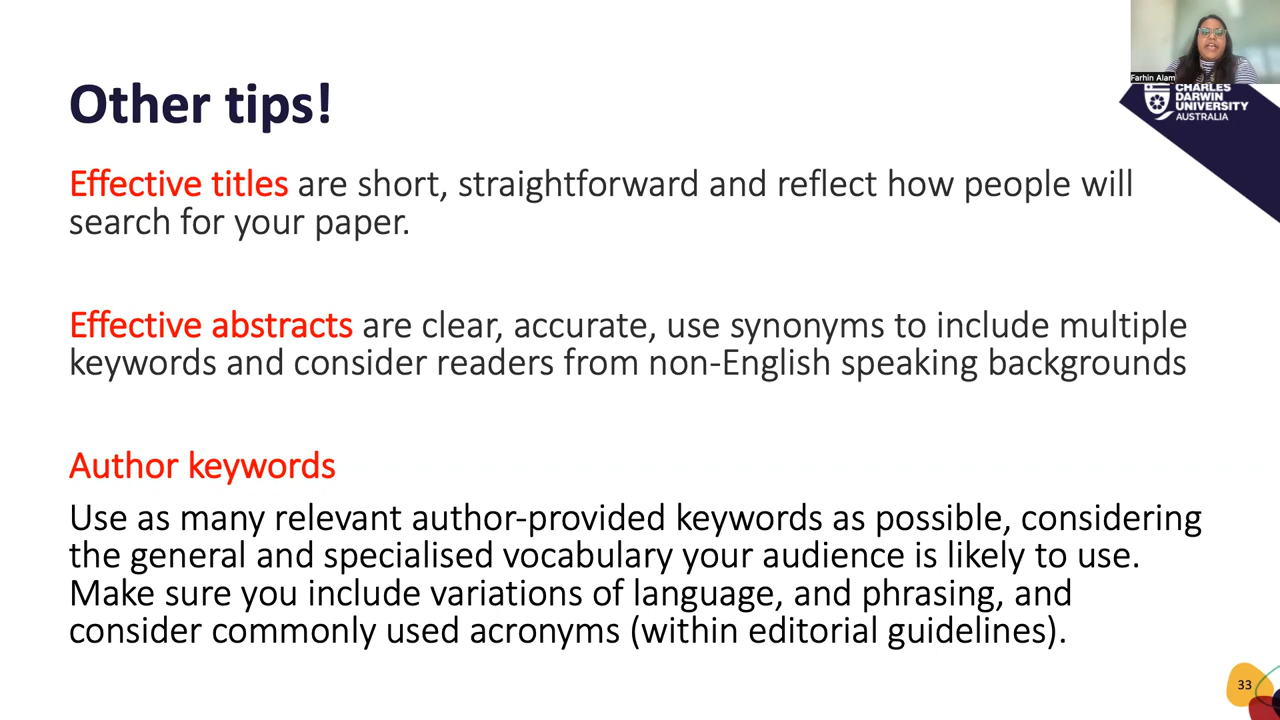 Farhin Alam
CHARLES
DARWIN
UNIVERSITY
AUSTRALIA
Other tips!
Effective titles are short, straightforward and reflect how people will
search for your paper.
Effective abstracts are clear, accurate, use synonyms to include multiple
keywords and consider readers from non-English speaking backgrounds
Author keywords
Use as many relevant author-provided keywords as possible, considering
the general and specialised vocabulary your audience is likely to use.
Make sure you include variations of language, and phrasing, and
consider commonly used acronyms (within editorial guidelines).
33